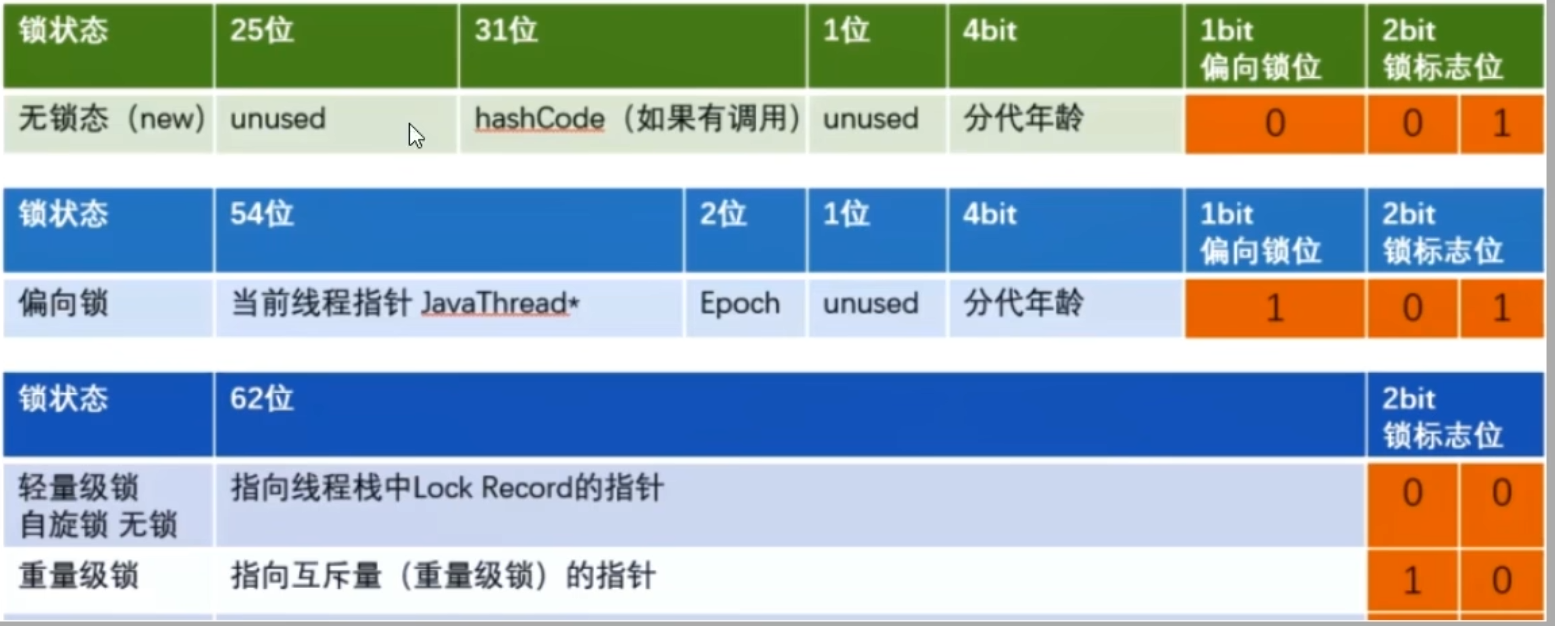 锁状态 25位 31位 1位 4bit 1bit 2bit
偏向锁位 锁标志位
无锁态（new） unused hashCode（如果有调用） unused 分代年龄 0 0 1
锁状态 54位 2位 1位 4bit 1bit 2bit
偏向锁位 锁标志位
偏向锁 当前线程指针 JavaThread* Epoch unused 分代年龄 1 0 1
锁状态 62位 2bit
锁标志位
轻量级锁 指向线程栈中Lock Record的指针 0 0
自旋锁 无锁
重量级锁 指向互斥量（重量级锁）的指针 1 0